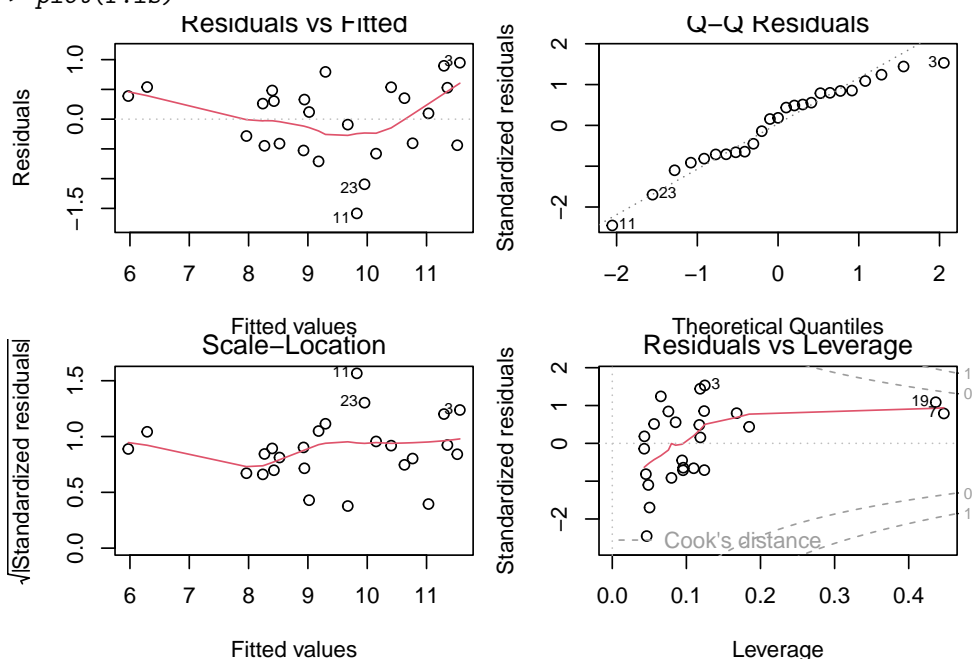 > plot(r.lb)
Residuals vs Fitted
Residuals
1.0
0.0
−1.5
3
23
11
6 7 8 9 10 11
Fitted values
Q−Q Residuals
Standardized residuals
2
1
0
−2
3
23
11
−2 −1 0 1 2
Theoretical Quantiles
Scale−Location
√|Standardized residuals|
1.5
1.0
0.5
0.0
11
23
3
6 7 8 9 10 11
Fitted values
Residuals vs Leverage
Standardized residuals
2
1
0
−2
3
19
7
1
0
0
1
Cook's distance
0.0 0.1 0.2 0.3 0.4
Leverage